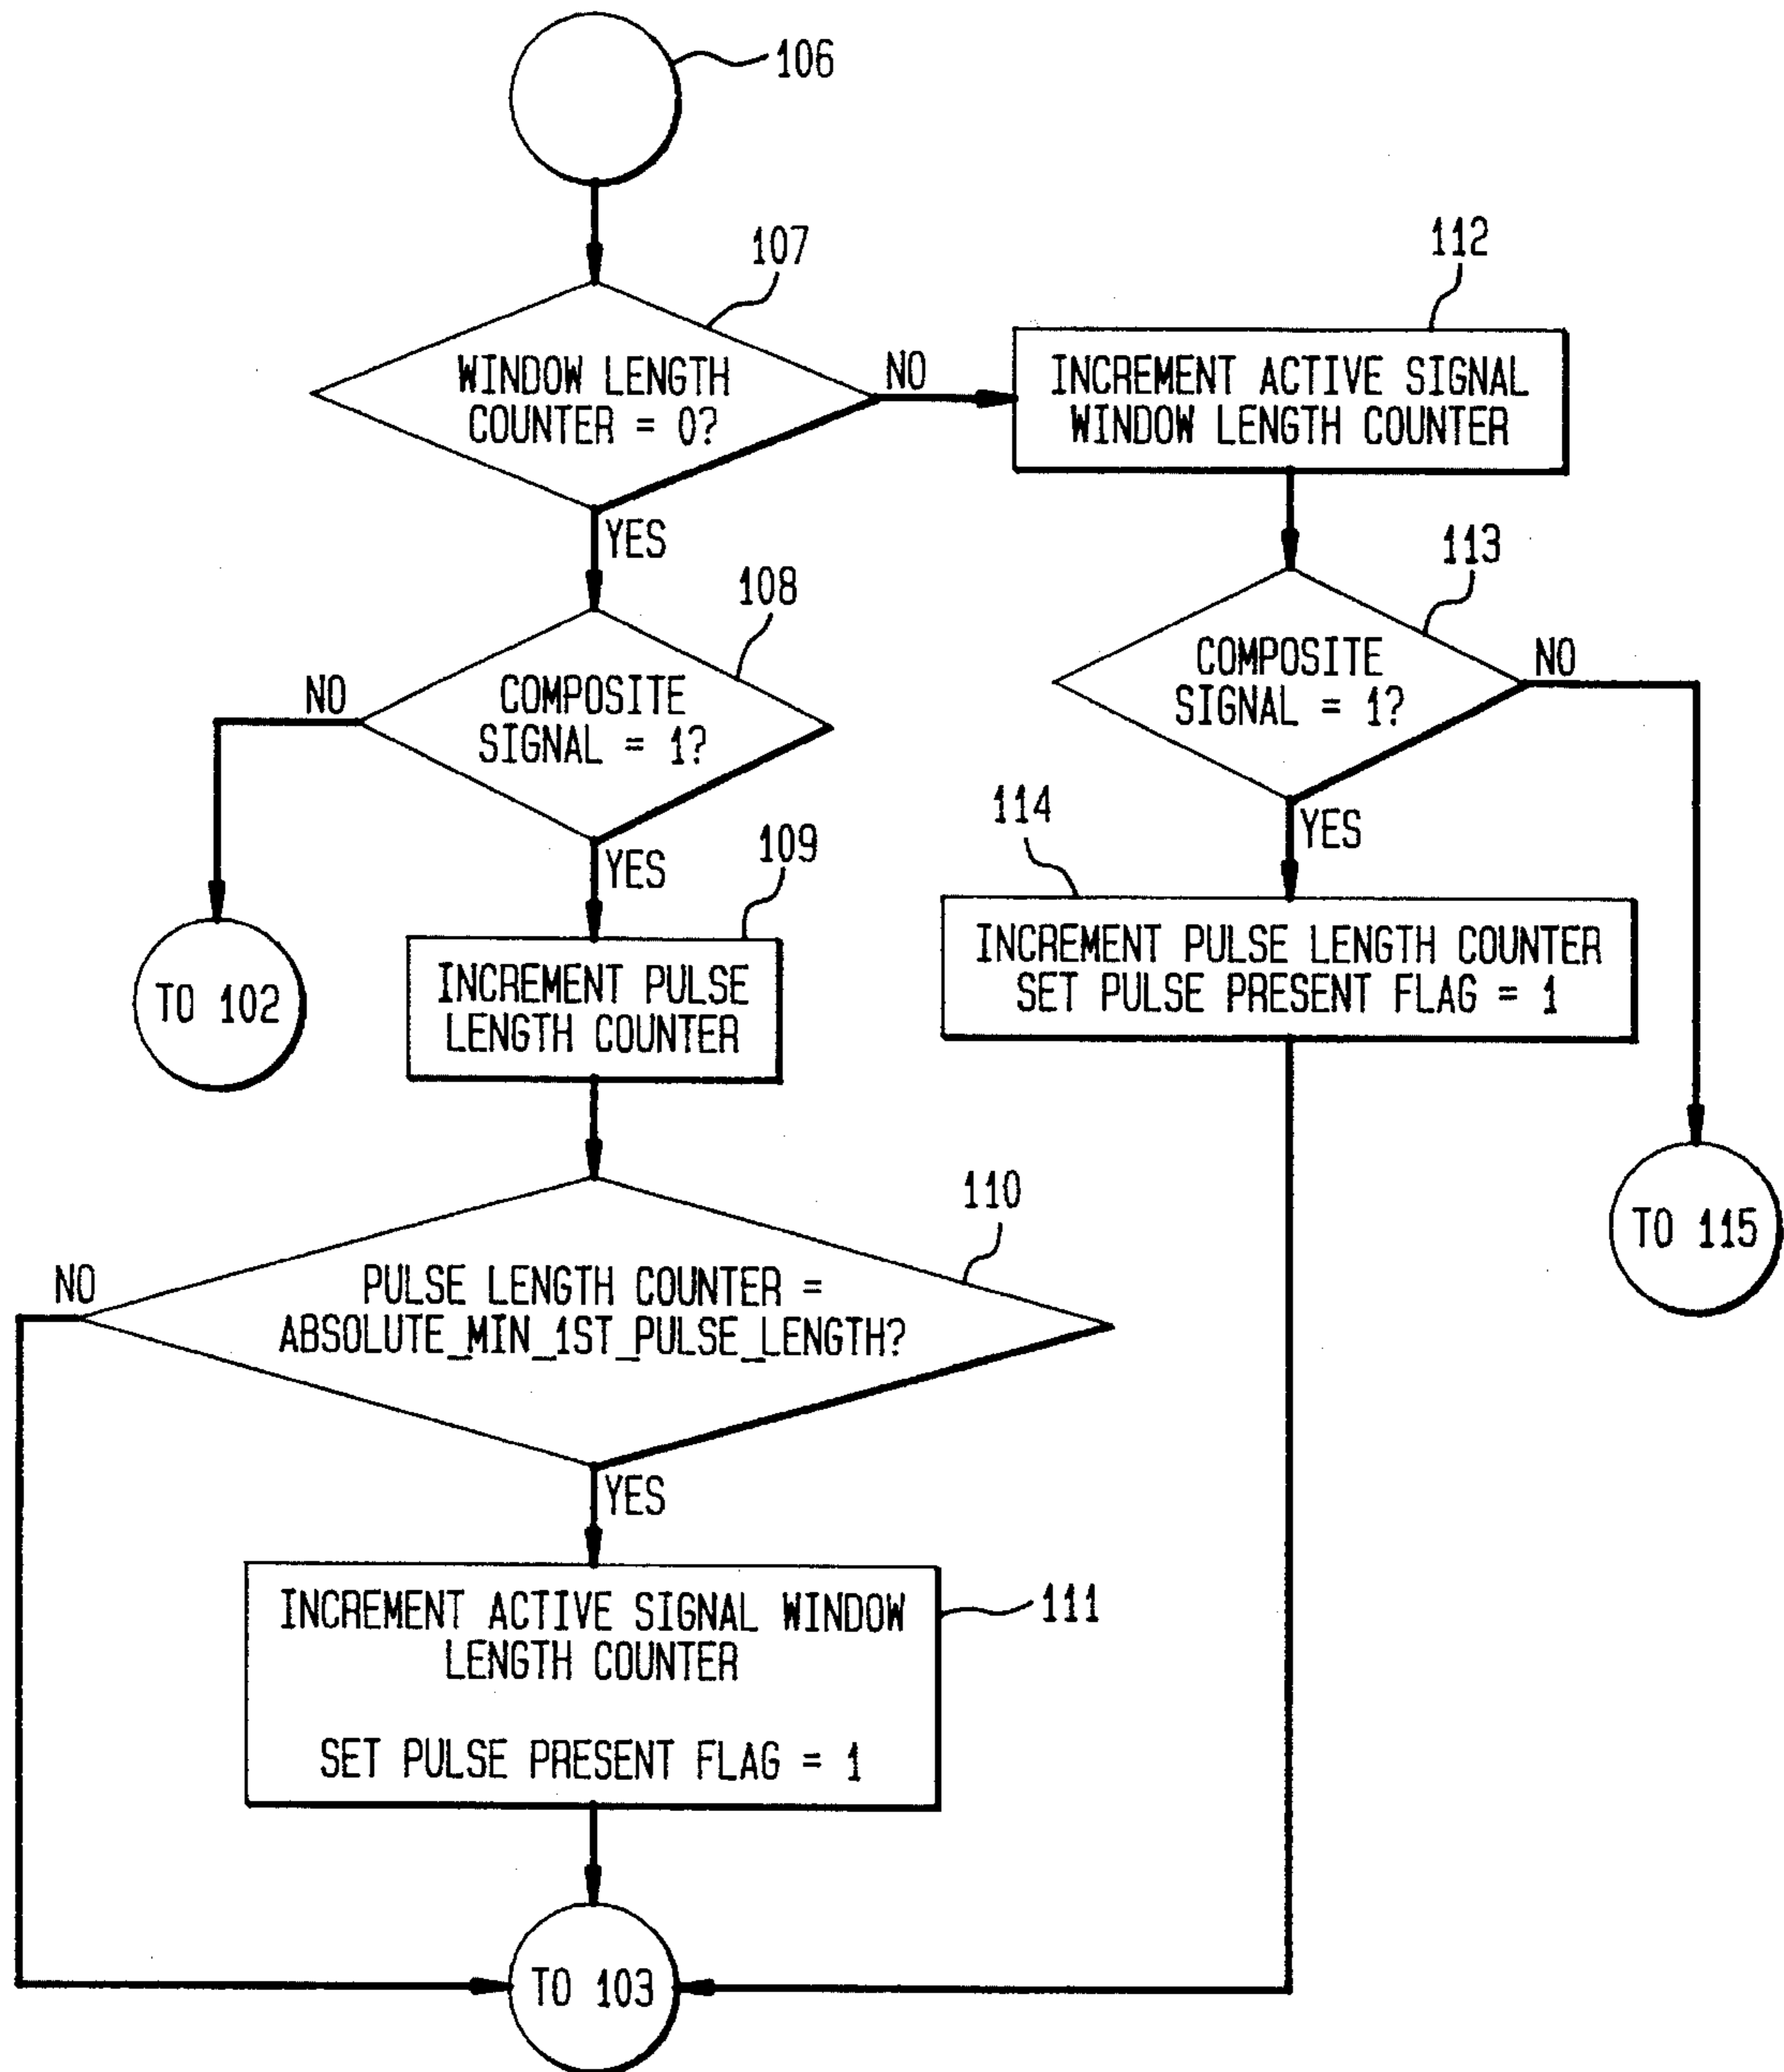 106
107
WINDOW LENGTH
COUNTER = 0?
NO
YES
112
INCREMENT ACTIVE SIGNAL
WINDOW LENGTH COUNTER
108
COMPOSITE
SIGNAL = 1?
NO
YES
113
COMPOSITE
SIGNAL = 1?
NO
YES
TO 102
109
INCREMENT PULSE
LENGTH COUNTER
114
INCREMENT PULSE LENGTH COUNTER
SET PULSE PRESENT FLAG = 1
TO 115
110
PULSE LENGTH COUNTER =
ABSOLUTE_MIN_1ST_PULSE_LENGTH?
NO
YES
111
INCREMENT ACTIVE SIGNAL WINDOW
LENGTH COUNTER
SET PULSE PRESENT FLAG = 1
TO 103